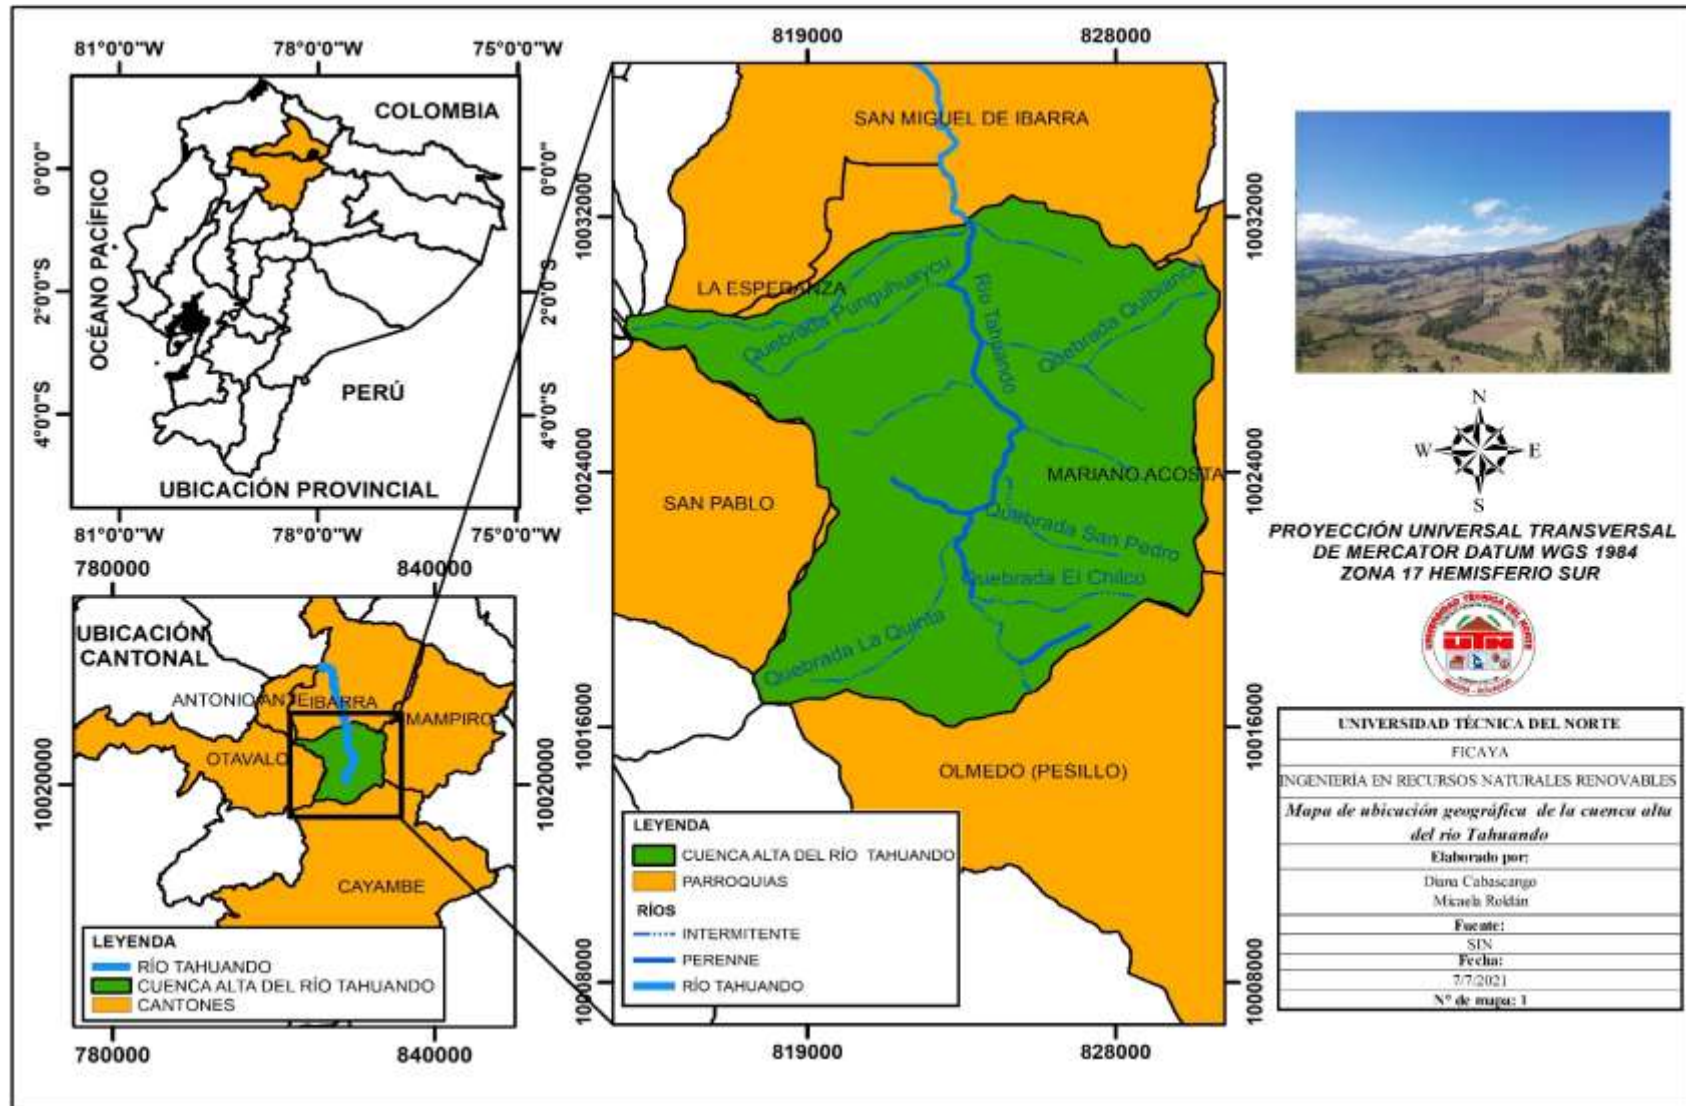 81°0'0"W
78°0'0"W
75°0'0"W
COLOMBIA
0°0'0"
0°0'0"
OCÉANO PACÍFICO
2°0'0"S
2°0'0"S
PERÚ
4°0'0"S
4°0'0"S
UBICACIÓN PROVINCIAL
81°0'0"W
78°0'0"W
75°0'0"W
780000
840000
UBICACIÓN
CANTONAL
ANTONIO ANTE
IBARRA
MAMPIRO
OTAVALO
CAYAMBE
10020000
10020000
LEYENDA
RÍO TAHUANDO
CUENCA ALTA DEL RÍO TAHUANDO
CANTONES
780000
840000
819000
828000
SAN MIGUEL DE IBARRA
10032000
10032000
LA ESPERANZA
Quebrada Punguhuaycu
Río Tahuando
MARIANO ACOSTA
10024000
10024000
SAN PABLO
Quebrada San Pedro
Quebrada El Chilco
Quebrada La Quinta
10016000
10016000
OLMEDO (PESILLO)
LEYENDA
CUENCA ALTA DEL RÍO TAHUANDO
PARROQUIAS
RÍOS
INTERMITENTE
PERENNE
RÍO TAHUANDO
10008000
10008000
819000
828000
N
W
E
S
PROYECCIÓN UNIVERSAL TRANSVERSAL
DE MERCATOR DATUM WGS 1984
ZONA 17 HEMISFERIO SUR
UNIVERSIDAD TÉCNICA DEL NORTE
UTN
IBARRA - ECUADOR
UNIVERSIDAD TÉCNICA DEL NORTE
FICAYA
INGENIERÍA EN RECURSOS NATURALES RENOVABLES
Mapa de ubicación geográfica de la cuenca alta
del río Tahuando
Elaborado por:
Diana Cabascango
Micaela Roldán
Fuente:
SIN
Fecha:
7/7/2021
N° de mapa: 1